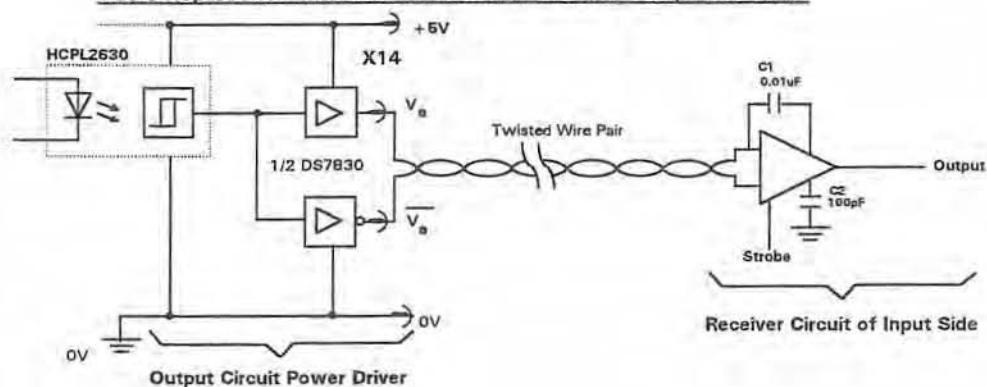 +5V
HCPL2630
X14
C1
0.01uF
Va
Twisted Wire Pair
1/2 DS7830
Output
C2
100pF
Va
Strobe
0V
0V
Receiver Circuit of Input Side
Output Circuit Power Driver